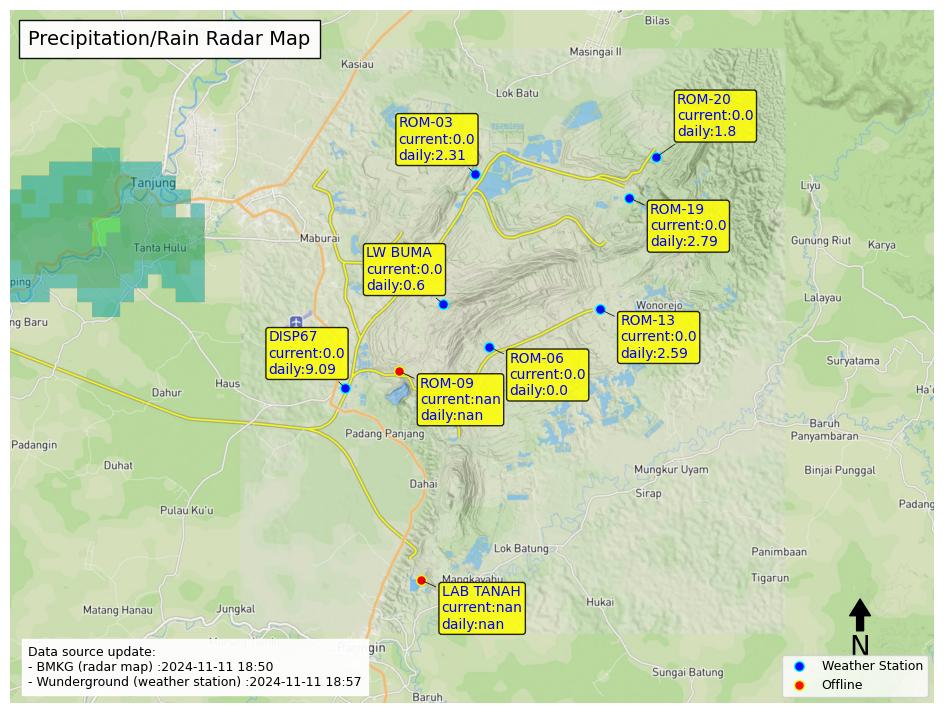 Precipitation/Rain Radar Map
Bilas
Masingai II
Kasiau
Lok Batu
ROM-20
current:0.0
daily:1.8
ROM-03
current:0.0
daily:2.31
Tanjung
Liyu
ROM-19
current:0.0
daily:2.79
Maburai
Tanta Hulu
Gunung Riut
Karya
LW BUMA
current:0.0
daily:0.6
ping
Lalayau
Wonorejo
ng Baru
ROM-13
current:0.0
daily:2.59
DISP67
current:0.0
daily:9.09
ROM-06
current:0.0
daily:0.0
Suryatama
ROM-09
current:nan
daily:nan
Haus
Dahur
Ha
Baruh
Panyambaran
Padang Panjang
Padangin
Duhat
Mungkur Uyam
Binjai Punggal
Dahai
Sirap
Pulau Ku'u
Padang
Lok Batung
Panimbaan
Mangkayahu
Tigarun
LAB TANAH
current:nan
daily:nan
Hukai
Matang Hanau
Jungkal
N
Data source update:
- BMKG (radar map) :2024-11-11 18:50
- Wunderground (weather station) :2024-11-11 18:57
Sungai Batung
Weather Station
Offline
Baruh